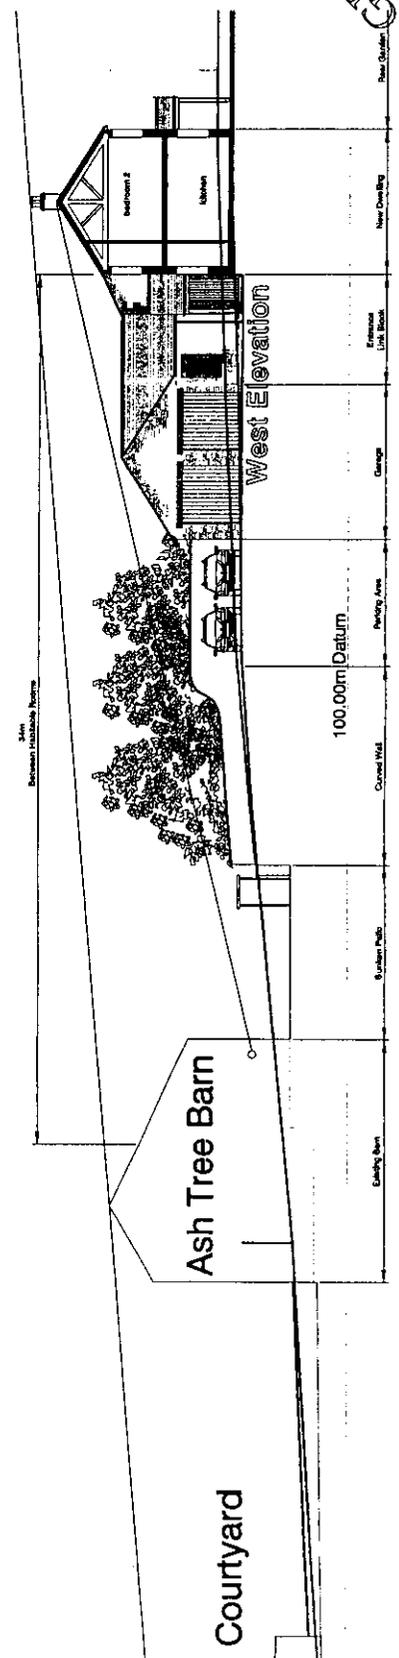 34m
Between Habitable Rooms
bedroom 2
kitchen
West Elevation
Ash Tree Barn
Courtyard
100.00m Datum
Existing Barn
Sunken Patio
Curved Wall
Parking Area
Garage
Entrance
Link Block
New Dwelling
Rear Garden